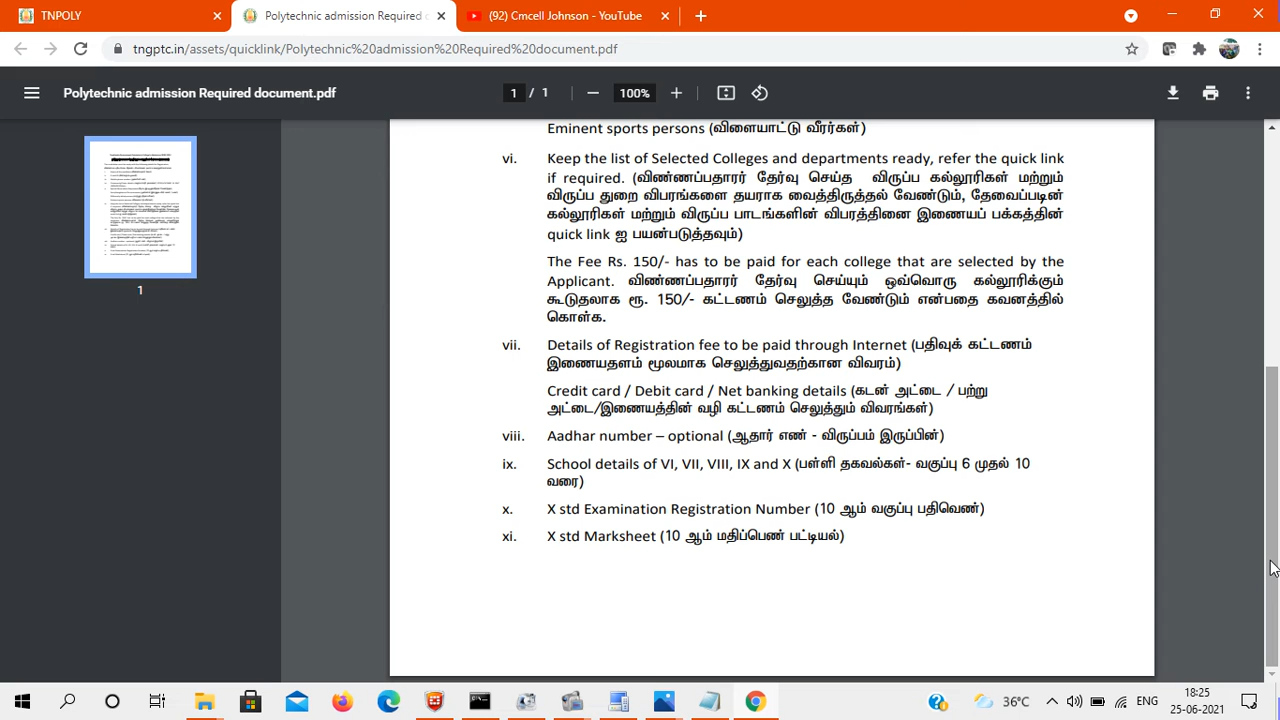 TNPOLY
Polytechnic admission Required d
(92) Cmcell Johnson - YouTube
tngptc.in/assets/quicklink/Polytechnic%20admission%20Required%20document.pdf
Polytechnic admission Required document.pdf
1 / 1
100%
1
Eminent sports persons (விளையாட்டு வீரர்கள்)
vi. Keep the list of Selected Colleges and departments ready, refer the quick link
if required. (விண்ணப்பதாரர் தேர்வு செய்த விருப்ப கல்லூரிகள் மற்றும்
விருப்ப துறை விபரங்களை தயாராக வைத்திருத்தல் வேண்டும், தேவைப்படின்
கல்லூரிகள் மற்றும் விருப்ப பாடங்களின் விபரத்தினை இணையப் பக்கத்தின்
quick link ஐ பயன்படுத்தவும்)
The Fee Rs. 150/- has to be paid for each college that are selected by the
Applicant. விண்ணப்பதாரர் தேர்வு செய்யும் ஒவ்வொரு கல்லூரிக்கும்
கூடுதலாக ரூ. 150/- கட்டணம் செலுத்த வேண்டும் என்பதை கவனத்தில்
கொள்க.
vii. Details of Registration fee to be paid through Internet (பதிவுக் கட்டணம்
இணையதளம் மூலமாக செலுத்துவதற்கான விவரம்)
Credit card / Debit card / Net banking details (கடன் அட்டை / பற்று
அட்டை/இணையத்தின் வழி கட்டணம் செலுத்தும் விவரங்கள்)
viii. Aadhar number – optional (ஆதார் எண் - விருப்பம் இருப்பின்)
ix. School details of VI, VII, VIII, IX and X (பள்ளி தகவல்கள்- வகுப்பு 6 முதல் 10
வரை)
x. X std Examination Registration Number (10 ஆம் வகுப்பு பதிவெண்)
xi. X std Marksheet (10 ஆம் மதிப்பெண் பட்டியல்)
36°C
ENG
8:25
25-06-2021